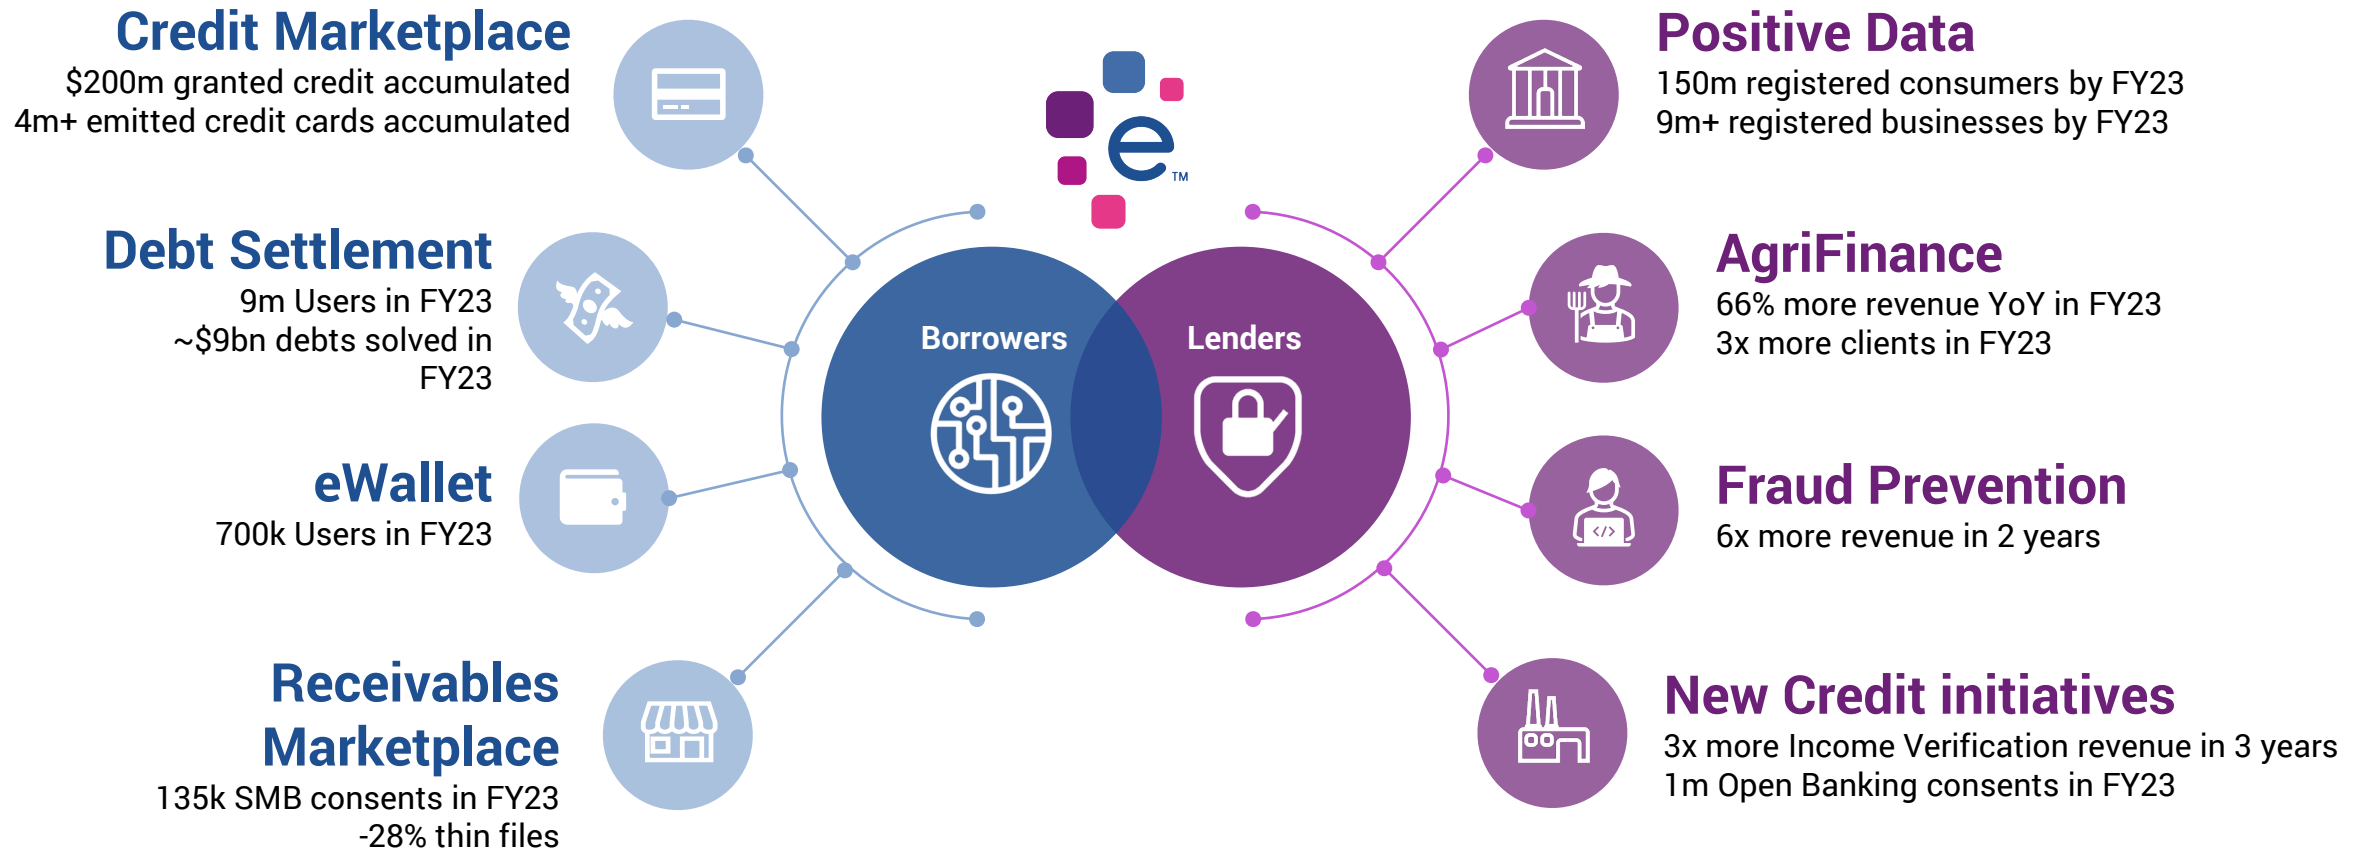 Credit Marketplace
$200m granted credit accumulated
4m+ emitted credit cards accumulated
Debt Settlement
9m Users in FY23
~$9bn debts solved in
FY23
eWallet
700k Users in FY23
Receivables
Marketplace
135k SMB consents in FY23
-28% thin files
e™
Borrowers
Lenders
Positive Data
150m registered consumers by FY23
9m+ registered businesses by FY23
AgriFinance
66% more revenue YoY in FY23
3x more clients in FY23
Fraud Prevention
6x more revenue in 2 years
</>
New Credit initiatives
3x more Income Verification revenue in 3 years
1m Open Banking consents in FY23